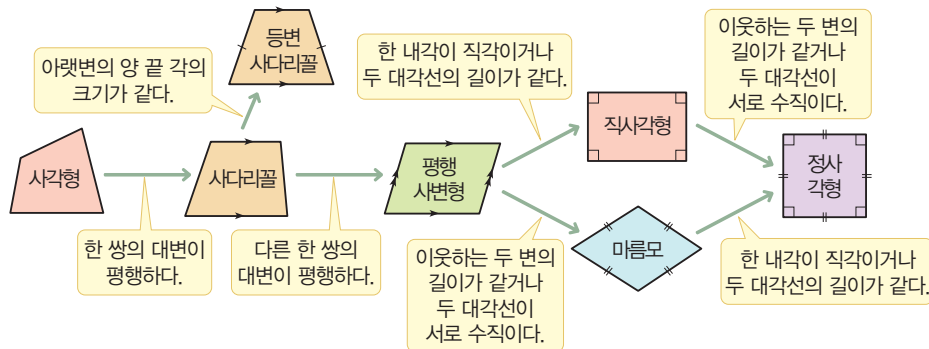 등변
사다리꼴
아랫변의 양 끝 각의
크기가 같다.
한 내각이 직각이거나
두 대각선의 길이가 같다.
이웃하는 두 변의
길이가 같거나
두 대각선이
서로 수직이다.
사각형
사다리꼴
평행
사변형
직사각형
정사
각형
마름모
한 쌍의 대변이
평행하다.
다른 한 쌍의
대변이 평행하다.
이웃하는 두 변의
길이가 같거나
두 대각선이
서로 수직이다.
한 내각이 직각이거나
두 대각선의 길이가 같다.